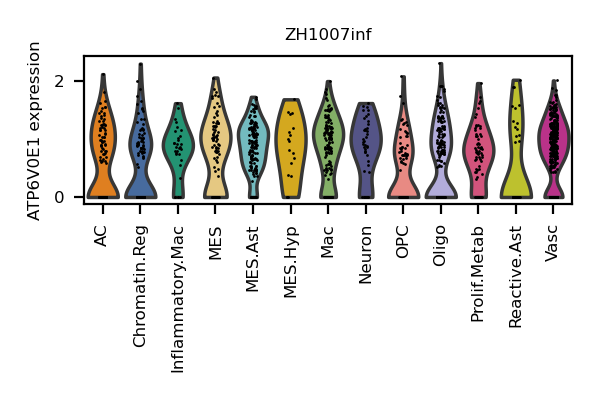 ZH1007inf
ATP6V0E1 expression
2
0
AC
Chromatin.Reg
Inflammatory.Mac
MES
MES.Ast
MES.Hyp
Mac
Neuron
OPC
Oligo
Prolif.Metab
Reactive.Ast
Vasc